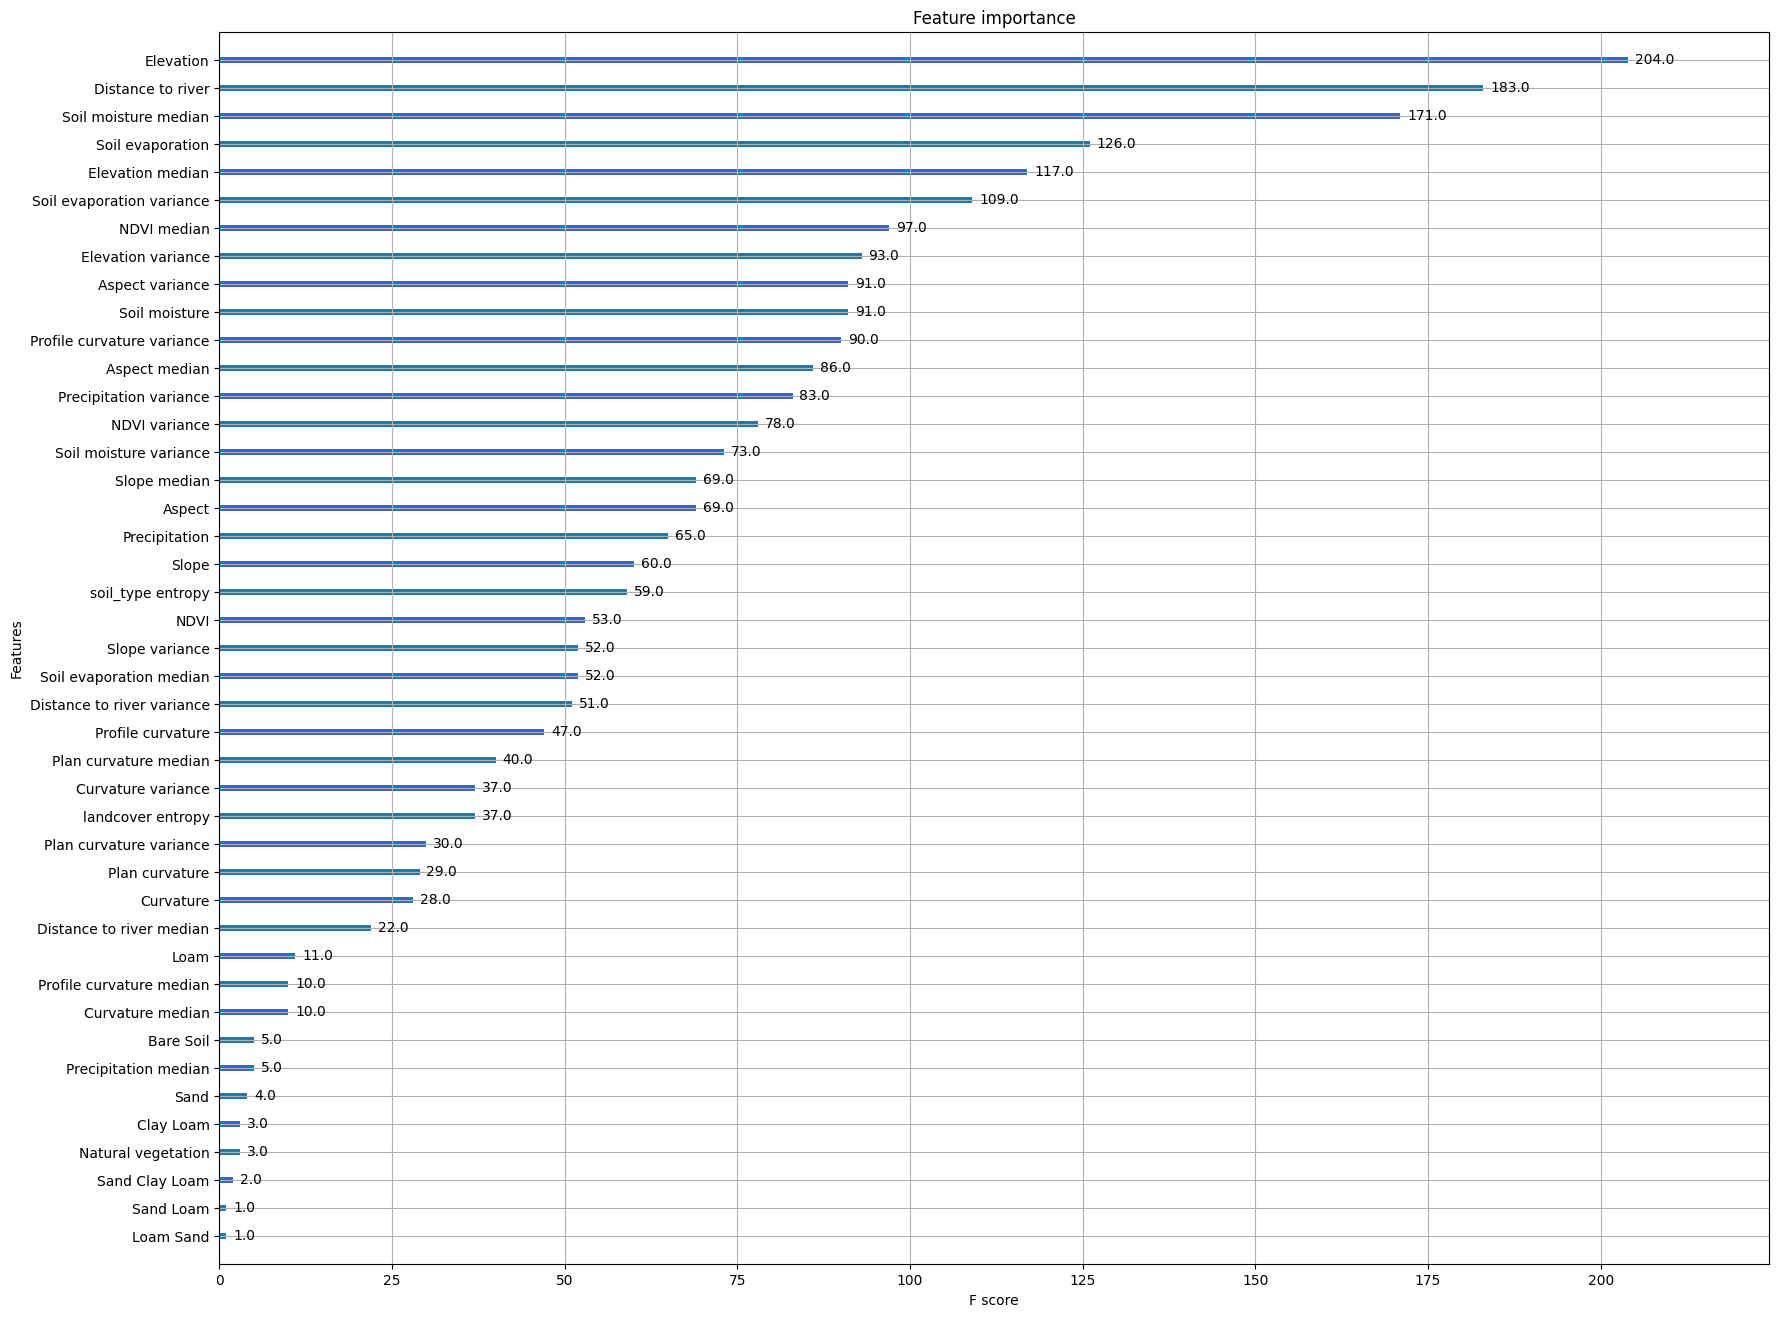 Feature importance
Elevation 204.0
Distance to river 183.0
Soil moisture median 171.0
Soil evaporation 126.0
Elevation median 117.0
Soil evaporation variance 109.0
NDVI median 97.0
Elevation variance 93.0
Aspect variance 91.0
Soil moisture 91.0
Profile curvature variance 90.0
Aspect median 86.0
Precipitation variance 83.0
NDVI variance 78.0
Soil moisture variance 73.0
Slope median 69.0
Aspect 69.0
Precipitation 65.0
Slope 60.0
soil_type entropy 59.0
NDVI 53.0
Slope variance 52.0
Soil evaporation median 52.0
Distance to river variance 51.0
Profile curvature 47.0
Plan curvature median 40.0
Curvature variance 37.0
landcover entropy 37.0
Plan curvature variance 30.0
Plan curvature 29.0
Curvature 28.0
Distance to river median 22.0
Loam 11.0
Profile curvature median 10.0
Curvature median 10.0
Bare Soil 5.0
Precipitation median 5.0
Sand 4.0
Clay Loam 3.0
Natural vegetation 3.0
Sand Clay Loam 2.0
Sand Loam 1.0
Loam Sand 1.0
Features
0 25 50 75 100 125 150 175 200
F score